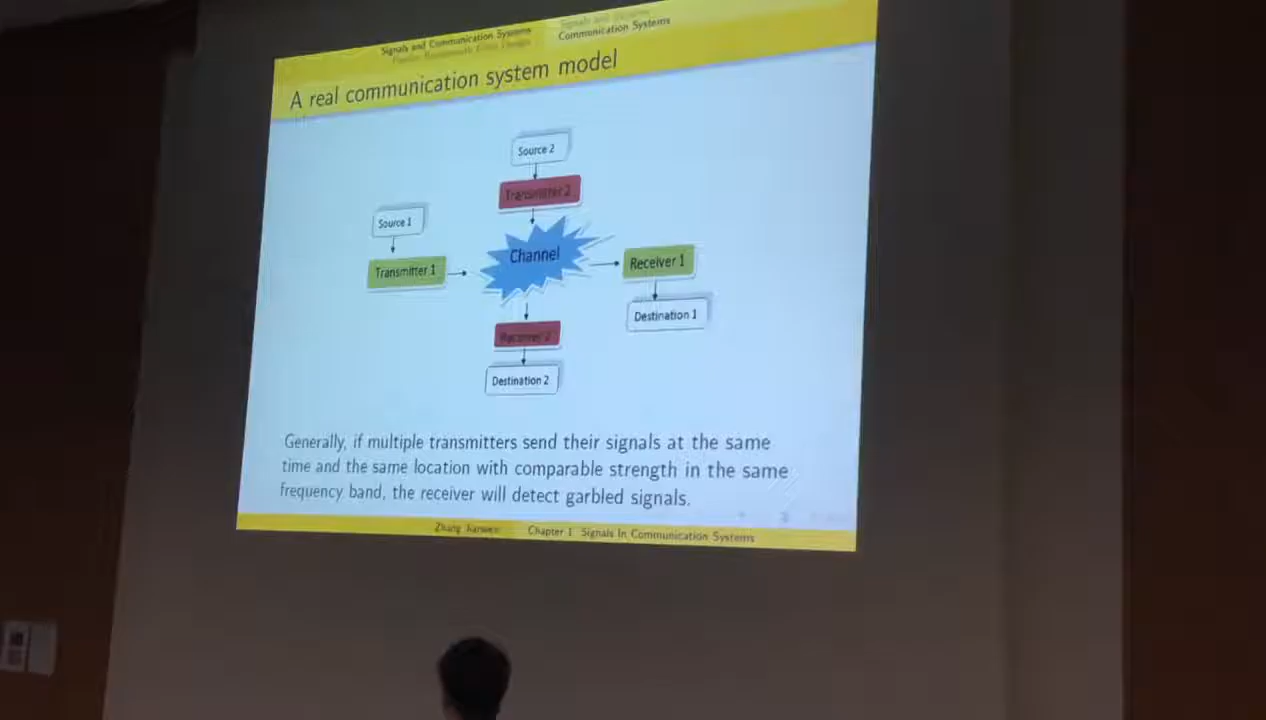 Signals and Communication Systems
Communication Systems
A real communication system model
Source 2
Transmitter 2
Source 1
Channel
Transmitter 1
Receiver 1
Destination 1
Receiver 2
Destination 2
Generally, if multiple transmitters send their signals at the same
time and the same location with comparable strength in the same
frequency band, the receiver will detect garbled signals.
Zhang
Chapter 1 Signals In Communication Systems